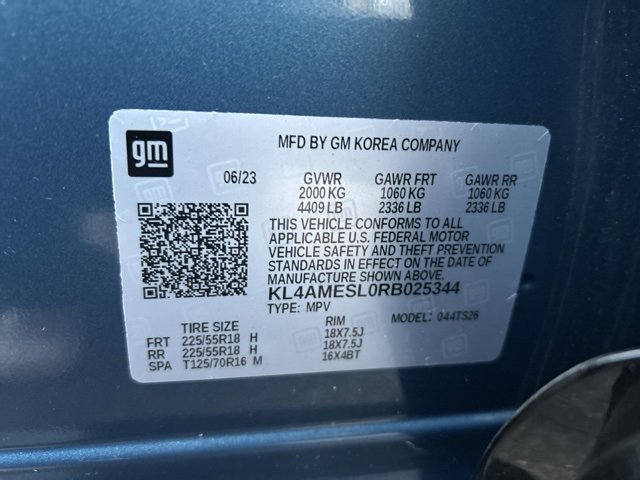 gm
MFD BY GM KOREA COMPANY
06/23 GVWR GAWR FRT GAWR RR
2000 KG 1060 KG 1060 KG
4409 LB 2336 LB 2336 LB
THIS VEHICLE CONFORMS TO ALL
APPLICABLE U.S. FEDERAL MOTOR
VEHICLE SAFETY AND THEFT PREVENTION
STANDARDS IN EFFECT ON THE DATE OF
MANUFACTURE SHOWN ABOVE.
KL4AMESL0RB025344
TYPE: MPV MODEL: 044TS26
TIRE SIZE RIM
FRT 225/55R18 H 18X7.5J
RR 225/55R18 H 18X7.5J
SPA T125/70R16 M 16X4BT